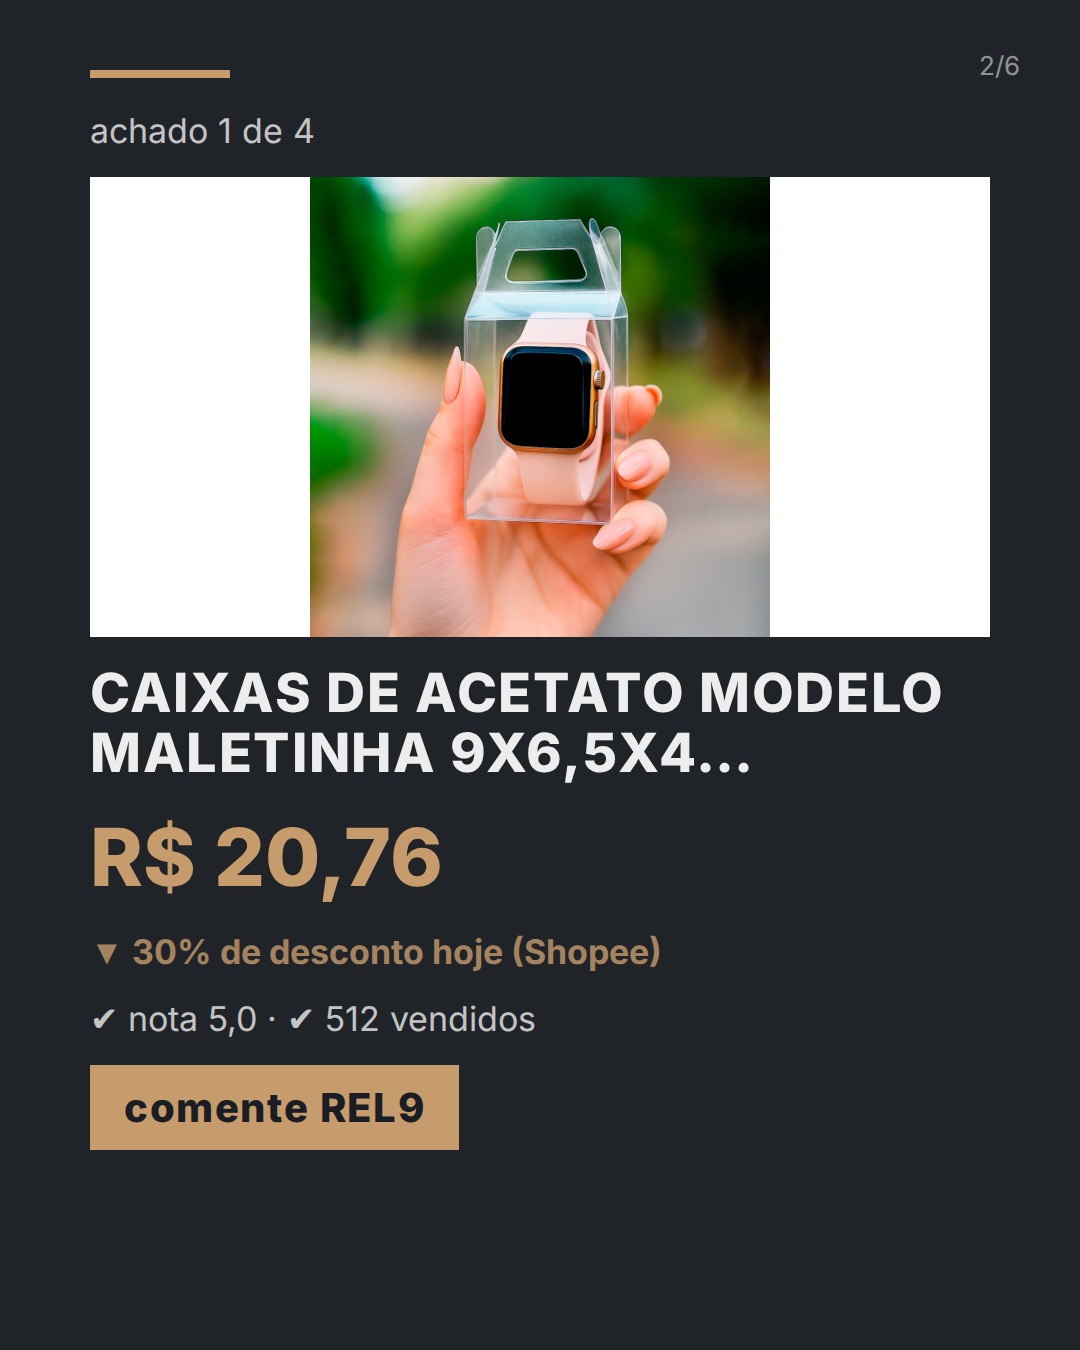 2/6
achado 1 de 4
CAIXAS DE ACETATO MODELO
MALETINHA 9X6,5X4...
R$ 20,76
▼ 30% de desconto hoje (Shopee)
✔ nota 5,0 · ✔ 512 vendidos
comente REL9